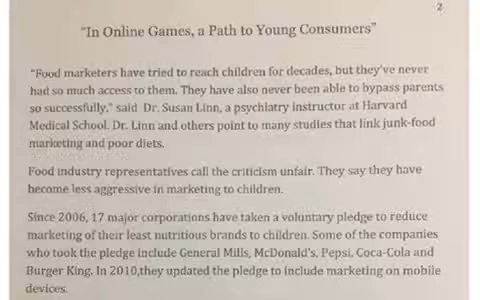 2
"In Online Games, a Path to Young Consumers"
"Food marketers have tried to reach children for decades, but they've never
had so much access to them. They have also never been able to bypass parents
so successfully," said Dr. Susan Linn, a psychiatry instructor at Harvard
Medical School. Dr. Linn and others point to many studies that link junk-food
marketing and poor diets.
Food industry representatives call the criticism unfair. They say they have
become less aggressive in marketing to children.
Since 2006, 17 major corporations have taken a voluntary pledge to reduce
marketing of their least nutritious brands to children. Some of the companies
who took the pledge include General Mills, McDonald's, Pepsi, Coca-Cola and
Burger King. In 2010,they updated the pledge to include marketing on mobile
devices.